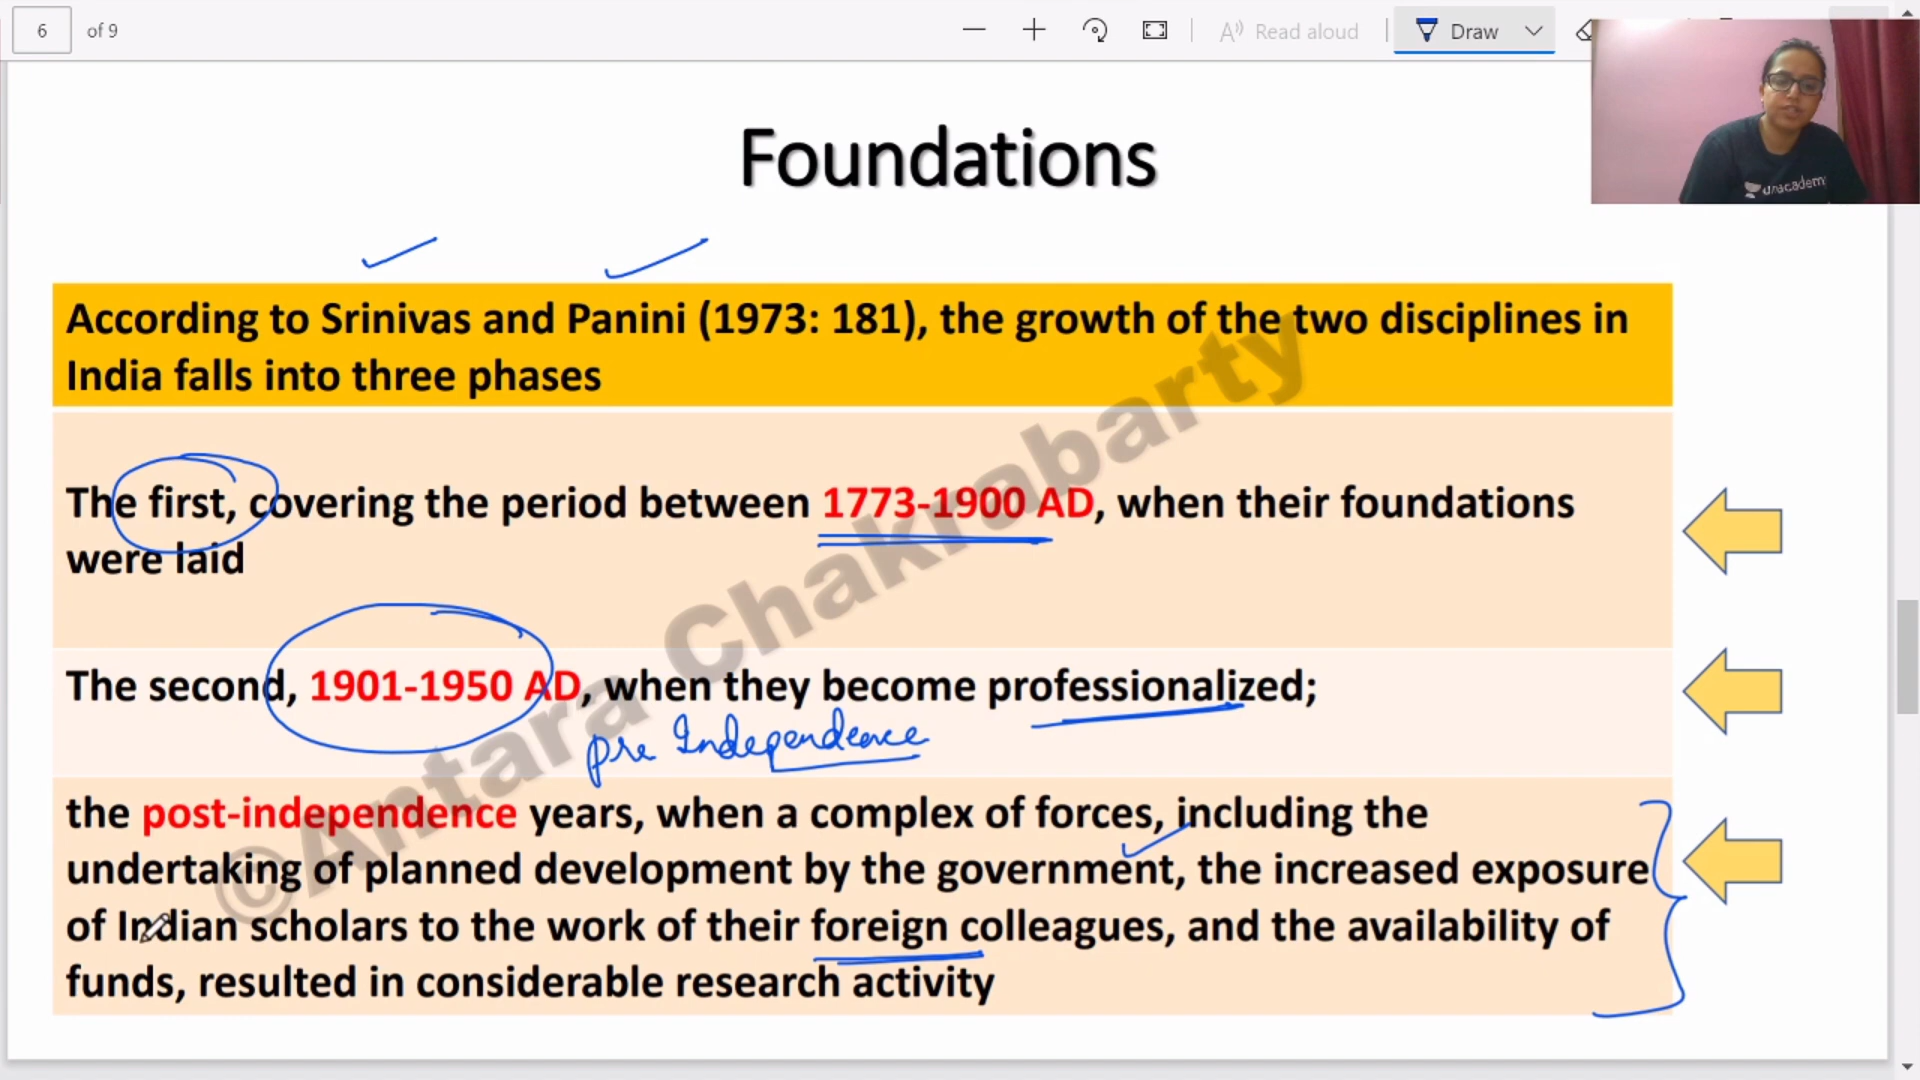 6 of 9
Read aloud
Draw
unacademy
Foundations
According to Srinivas and Panini (1973: 181), the growth of the two disciplines in
India falls into three phases
The first, covering the period between 1773-1900 AD, when their foundations
were laid
The second, 1901-1950 AD, when they become professionalized;
pre Independence
the post-independence years, when a complex of forces, including the
undertaking of planned development by the government, the increased exposure
of Indian scholars to the work of their foreign colleagues, and the availability of
funds, resulted in considerable research activity
©Antara Chakrabarty